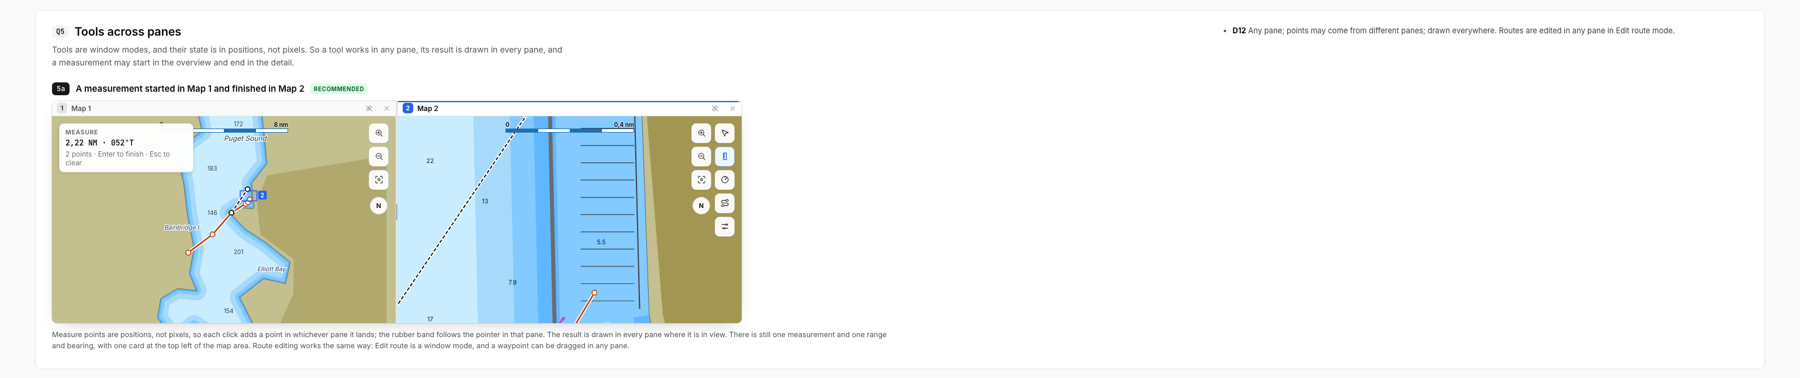 Q5 Tools across panes
Tools are window modes, and their state is in positions, not pixels. So a tool works in any pane, its result is drawn in every pane, and
a measurement may start in the overview and end in the detail.
• D12 Any pane; points may come from different panes; drawn everywhere. Routes are edited in any pane in Edit route mode.
5a A measurement started in Map 1 and finished in Map 2 RECOMMENDED
1 Map 1
MEASURE
2,22 NM · 052°T
2 points · Enter to finish · Esc to
clear
172
8 nm
Puget Sound
183
2
146
N
Bainbridge I.
201
Elliott Bay
154
2 Map 2
0
0,4 nm
22
13
N
5.5
7.9
17
Measure points are positions, not pixels, so each click adds a point in whichever pane it lands; the rubber band follows the pointer in that pane. The result is drawn in every pane where it is in view. There is still one measurement and one range
and bearing, with one card at the top left of the map area. Route editing works the same way: Edit route is a window mode, and a waypoint can be dragged in any pane.